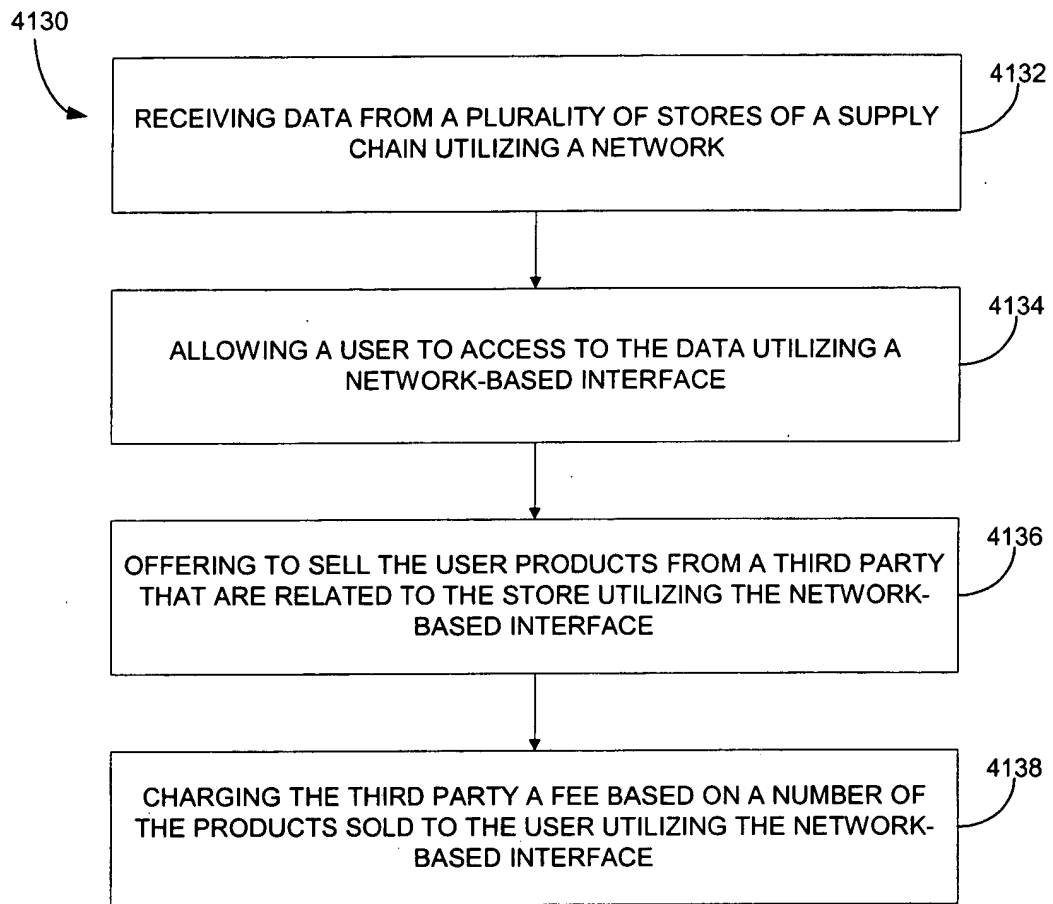 4130
4132
RECEIVING DATA FROM A PLURALITY OF STORES OF A SUPPLY
CHAIN UTILIZING A NETWORK
4134
ALLOWING A USER TO ACCESS TO THE DATA UTILIZING A
NETWORK-BASED INTERFACE
4136
OFFERING TO SELL THE USER PRODUCTS FROM A THIRD PARTY
THAT ARE RELATED TO THE STORE UTILIZING THE NETWORK-
BASED INTERFACE
4138
CHARGING THE THIRD PARTY A FEE BASED ON A NUMBER OF
THE PRODUCTS SOLD TO THE USER UTILIZING THE NETWORK-
BASED INTERFACE